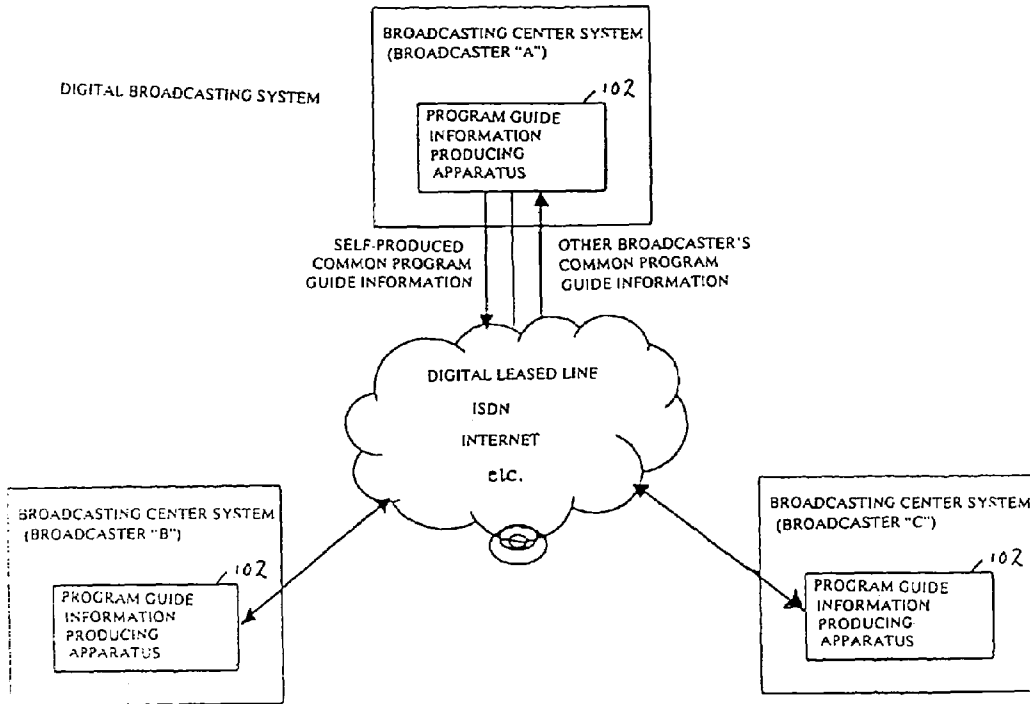 BROADCASTING CENTER SYSTEM
(BROADCASTER "A")
DIGITAL BROADCASTING SYSTEM
102
PROGRAM GUIDE
INFORMATION
PRODUCING
APPARATUS
SELF-PRODUCED
COMMON PROGRAM
GUIDE INFORMATION
OTHER BROADCASTER'S
COMMON PROGRAM
GUIDE INFORMATION
DIGITAL LEASED LINE
ISDN
INTERNET
etc.
BROADCASTING CENTER SYSTEM
(BROADCASTER "B")
102
PROGRAM GUIDE
INFORMATION
PRODUCING
APPARATUS
BROADCASTING CENTER SYSTEM
(BROADCASTER "C")
102
PROGRAM GUIDE
INFORMATION
PRODUCING
APPARATUS